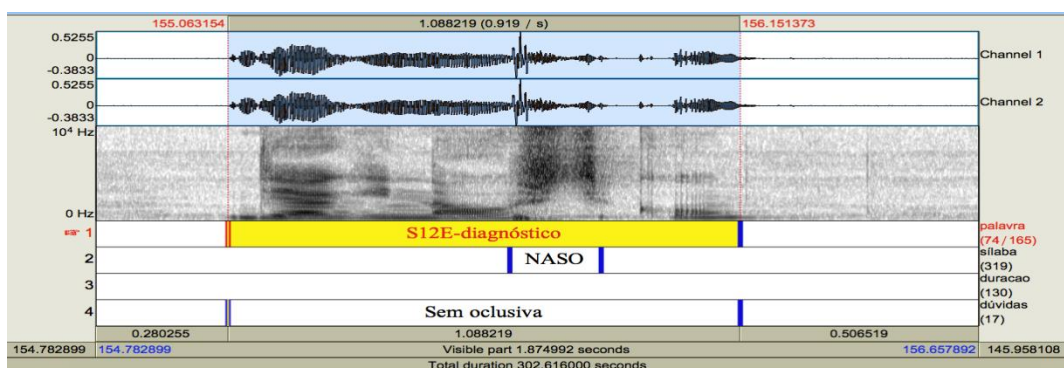 155.063154 1.088219 (0.919 / s) 156.151373
0.5255
0
-0.3833
Channel 1
0.5255
0
-0.3833
Channel 2
10⁴ Hz
0 Hz
☞ 1 S12E-diagnóstico palavra
(74/165)
2 NASO sílaba
(319)
3 duracao
(130)
4 Sem oclusiva dúvidas
(17)
0.280255 1.088219 0.506519
154.782899 154.782899 Visible part 1.874992 seconds 156.657892 145.958108
Total duration 302.616000 seconds